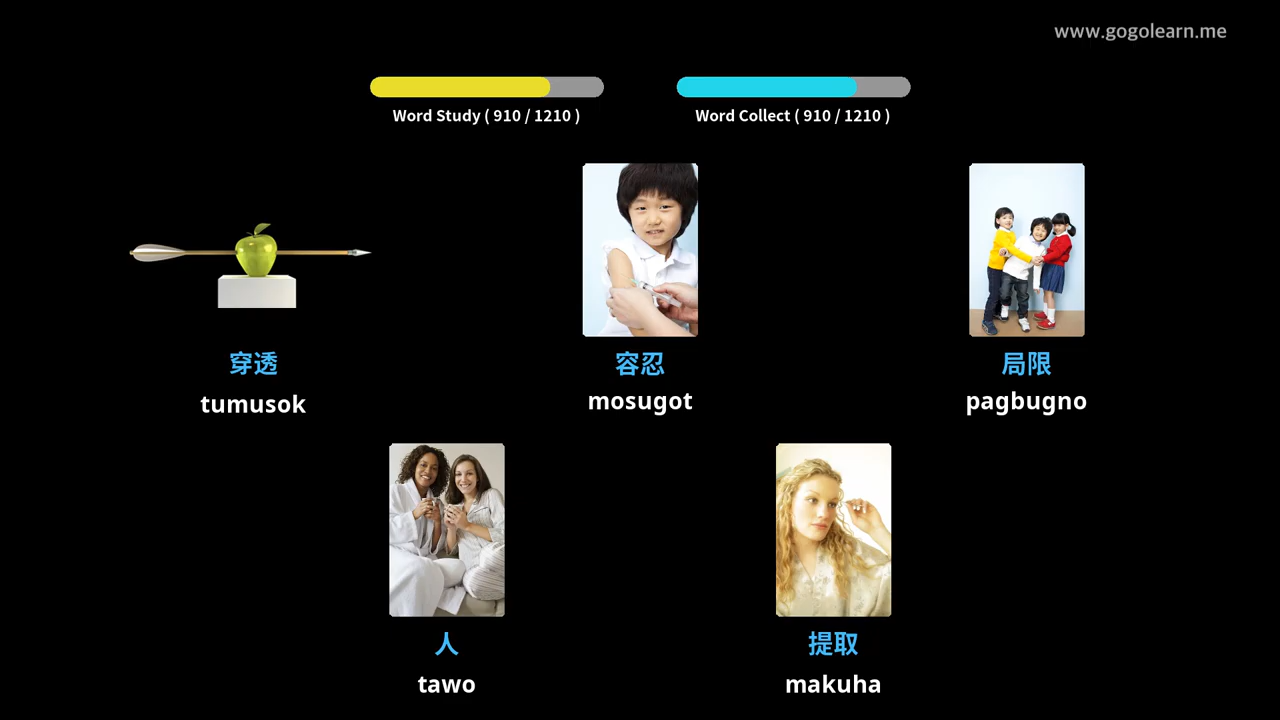 www.gogolearn.me
Word Study ( 910 / 1210 )
Word Collect ( 910 / 1210 )
穿透
tumusok
容忍
mosugot
局限
pagbugno
人
tawo
提取
makuha